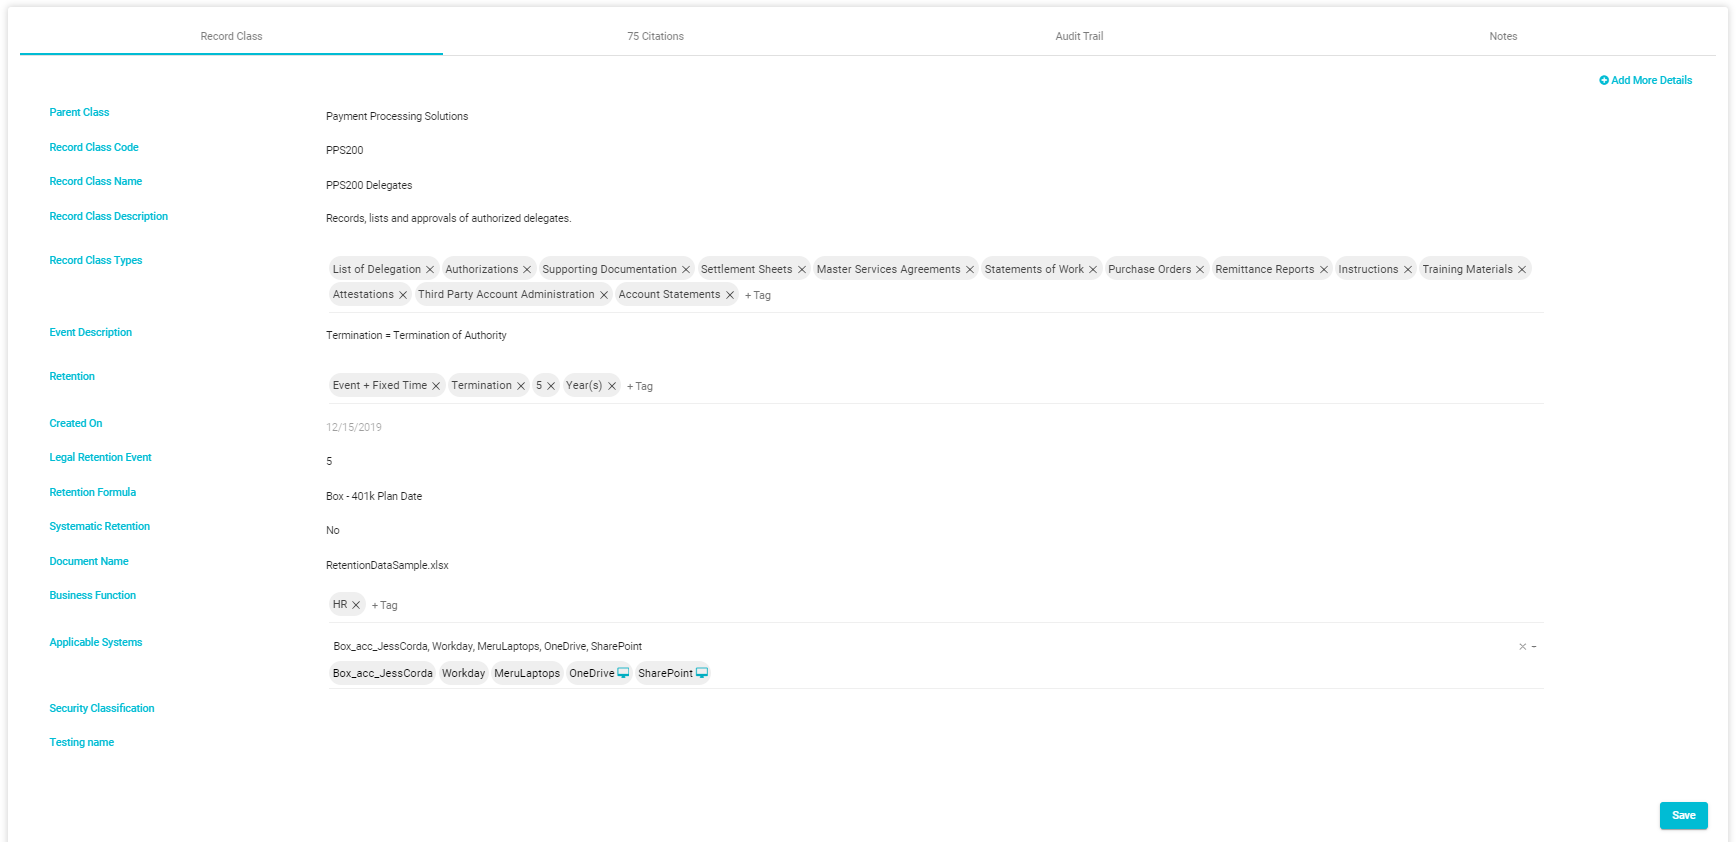 Record Class 75 Citations Audit Trail Notes
Add More Details
Parent Class Payment Processing Solutions
Record Class Code PPS200
Record Class Name PPS200 Delegates
Record Class Description Records, lists and approvals of authorized delegates.
Record Class Types List of Delegation × Authorizations × Supporting Documentation × Settlement Sheets × Master Services Agreements × Statements of Work × Purchase Orders × Remittance Reports × Instructions × Training Materials ×
Attestations × Third Party Account Administration × Account Statements × + Tag
Event Description Termination = Termination of Authority
Retention Event + Fixed Time × Termination × 5 × Year(s) × + Tag
Created On 12/15/2019
Legal Retention Event 5
Retention Formula Box - 401k Plan Date
Systematic Retention No
Document Name RetentionDataSample.xlsx
Business Function HR × + Tag
Applicable Systems Box_acc_JessCorda, Workday, MeruLaptops, OneDrive, SharePoint × -
Box_acc_JessCorda Workday MeruLaptops OneDrive SharePoint
Security Classification
Testing name
Save